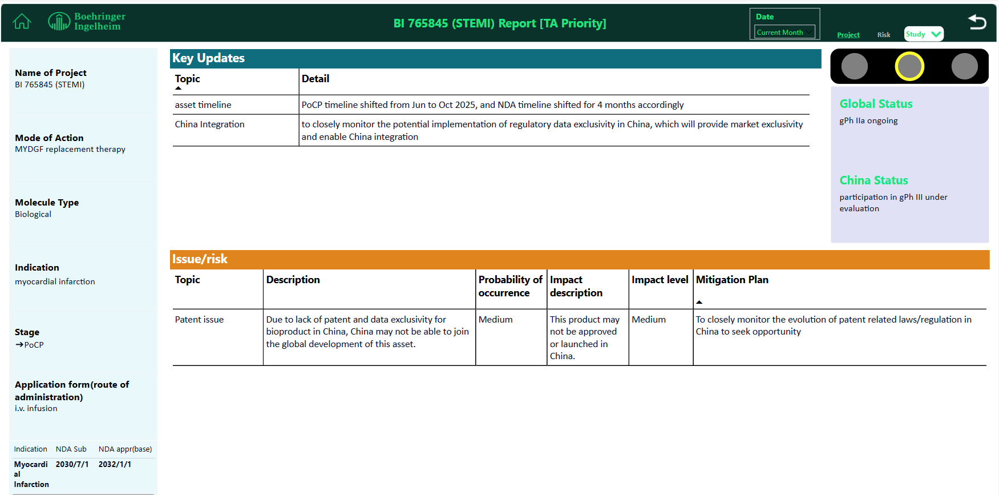 Boehringer
Ingelheim
BI 765845 (STEMI) Report [TA Priority]
Date
Current Month
Project
Risk
Study
Name of Project
BI 765845 (STEMI)
Mode of Action
MYDGF replacement therapy
Molecule Type
Biological
Indication
myocardial infarction
Stage
➔PoCP
Application form(route of
administration)
i.v. infusion
Indication NDA Sub NDA appr(base)
Myocardi 2030/7/1 2032/1/1
al
Infarction
Key Updates
Topic Detail
asset timeline PoCP timeline shifted from Jun to Oct 2025, and NDA timeline shifted for 4 months accordingly
China Integration to closely monitor the potential implementation of regulatory data exclusivity in China, which will provide market exclusivity
and enable China integration
Global Status
gPh IIa ongoing
China Status
participation in gPh III under
evaluation
Issue/risk
Topic Description Probability of Impact Impact level Mitigation Plan
occurrence description
Patent issue Due to lack of patent and data exclusivity for Medium This product may Medium To closely monitor the evolution of patent related laws/regulation in
bioproduct in China, China may not be able to join not be approved China to seek opportunity
the global development of this asset. or launched in
China.